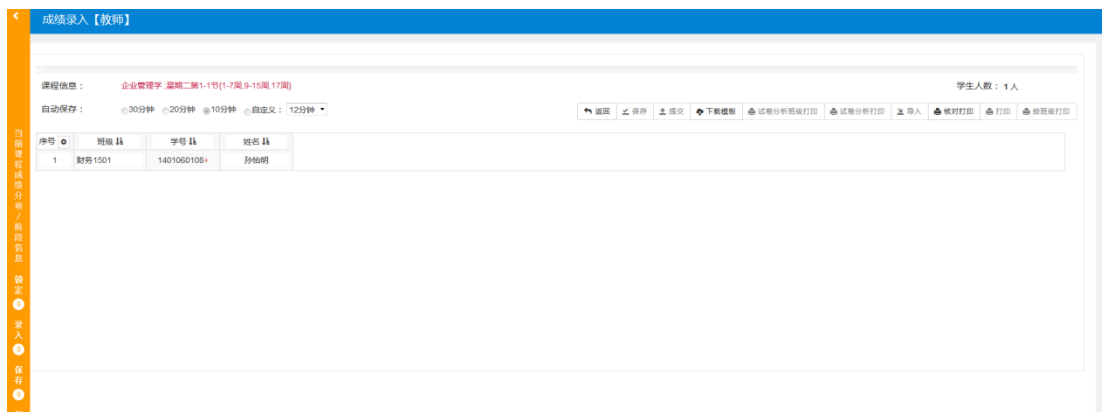 成绩录入【教师】
课程信息： 企业管理学 ,星期二第1-1节{1-7周,9-15周,17周}
学生人数：1人
自动保存： 30分钟 20分钟 10分钟 自定义： 12分钟
返回 保存 提交 下载模板 试卷分析班级打印 试卷分析打印 导入 核对打印 打印 按班级打印
序号 班级 学号 姓名
1 财务1501 1401060108+ 孙仙明
当前课程成绩分项/阶段信息 锁定 0 录入 0 保存 0